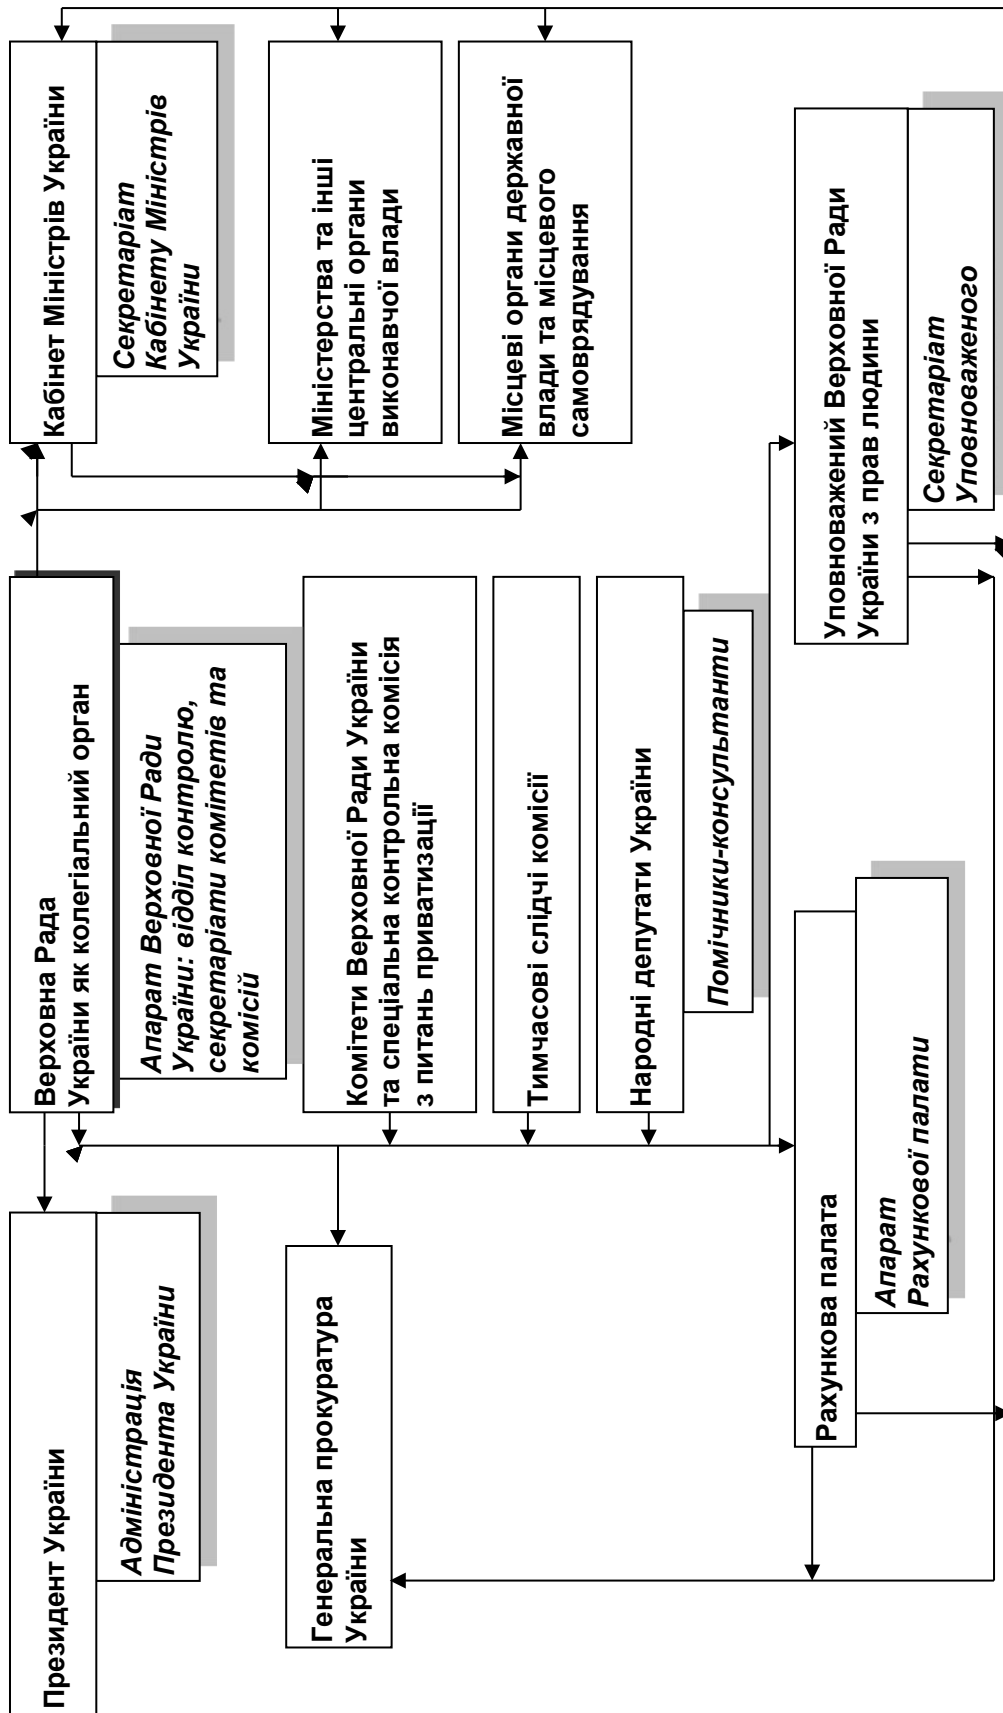 Президент України
Адміністрація
Президента України
Верховна Рада
України як колегіальний орган
Апарат Верховної Ради
України: відділ контролю,
секретаріати комітетів та
комісій
Кабінет Міністрів України
Секретаріат
Кабінету Міністрів
України
Генеральна прокуратура
України
Комітети Верховної Ради України
та спеціальна контрольна комісія
з питань приватизації
Міністерства та інші
центральні органи
виконавчої влади
Тимчасові слідчі комісії
Місцеві органи державної
влади та місцевого
самоврядування
Народні депутати України
Помічники-консультанти
Рахункова палата
Апарат
Рахункової палати
Уповноважений Верховної Ради
України з прав людини
Секретаріат
Уповноваженого